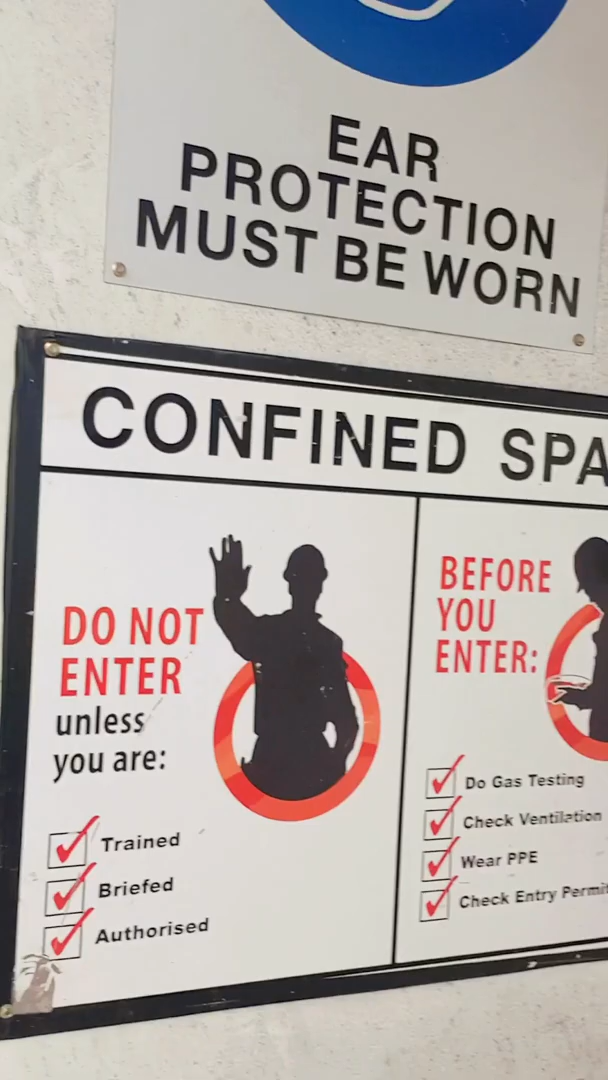 EAR
PROTECTION
MUST BE WORN
CONFINED SPA
DO NOT
ENTER
unless
you are:
Trained
Briefed
Authorised
BEFORE
YOU
ENTER:
Do Gas Testing
Check Ventilation
Wear PPE
Check Entry Permit